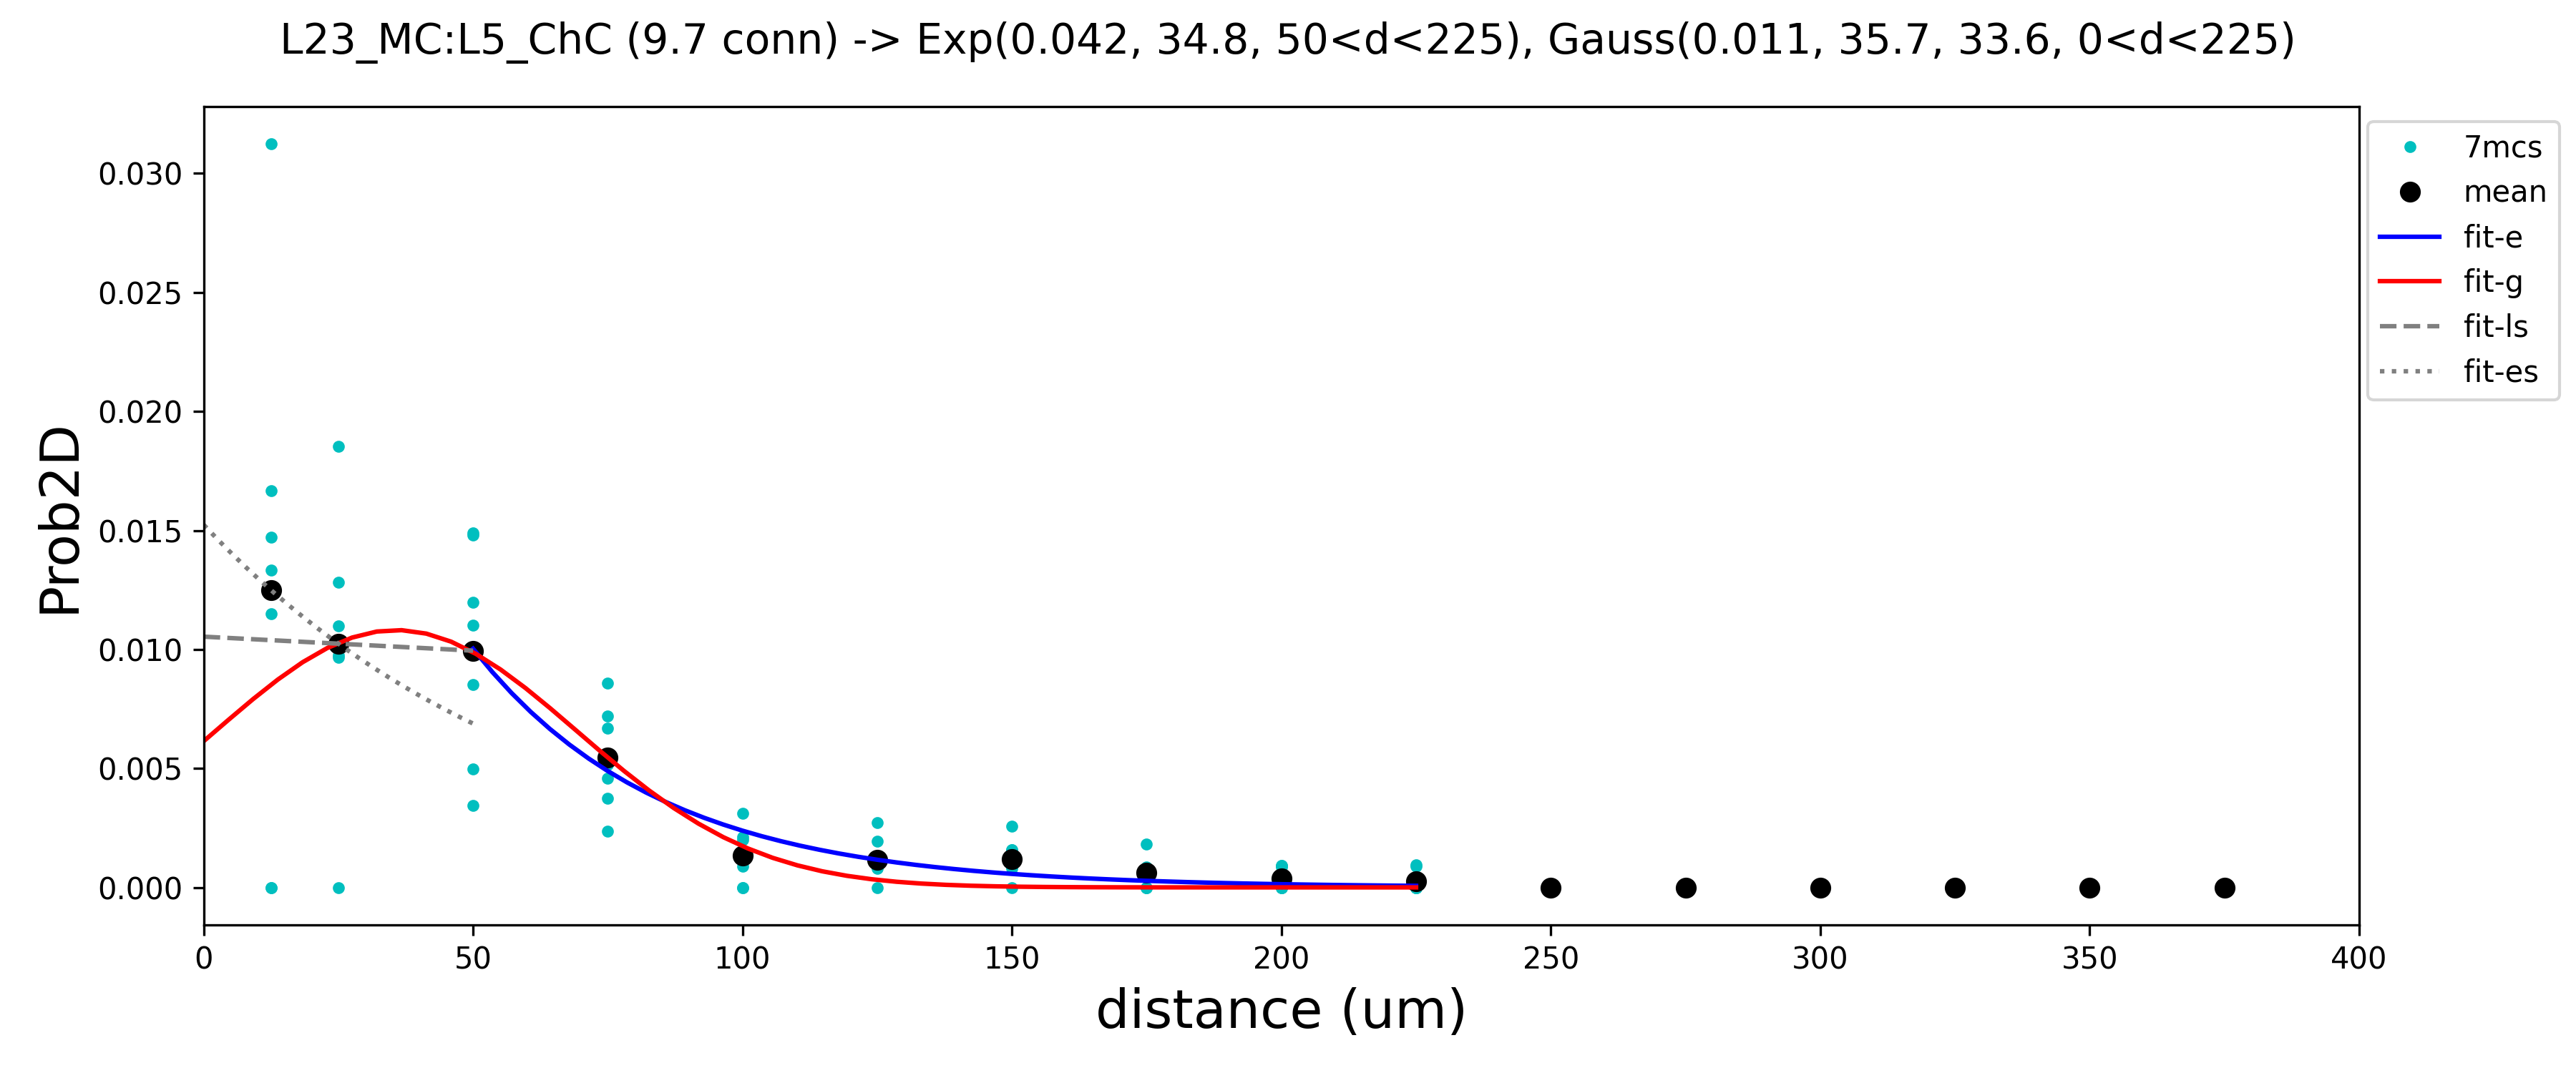 L23_MC:L5_ChC (9.7 conn) -> Exp(0.042, 34.8, 50<d<225), Gauss(0.011, 35.7, 33.6, 0<d<225)
0.030
0.025
0.020
0.015
0.010
0.005
0.000
Prob2D
0 50 100 150 200 250 300 350 400
distance (um)
7mcs
mean
fit-e
fit-g
fit-ls
fit-es